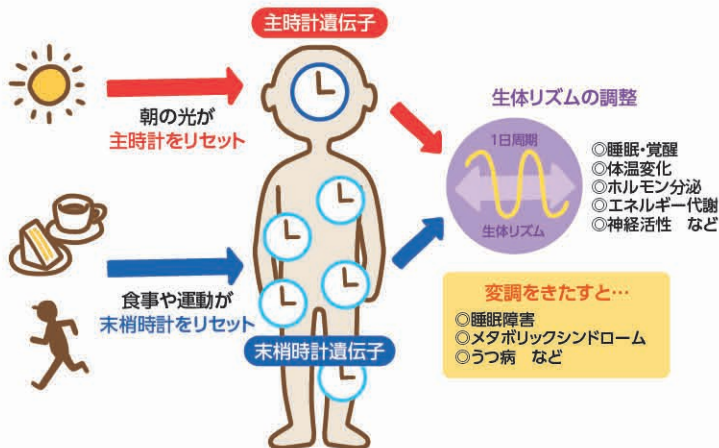 主時計遺伝子
朝の光が
主時計をリセット
食事や運動が
末梢時計をリセット
末梢時計遺伝子
生体リズムの調整
1日周期
生体リズム
◎睡眠・覚醒
◎体温変化
◎ホルモン分泌
◎エネルギー代謝
◎神経活性　など
変調をきたすと…
◎睡眠障害
◎メタボリックシンドローム
◎うつ病　など